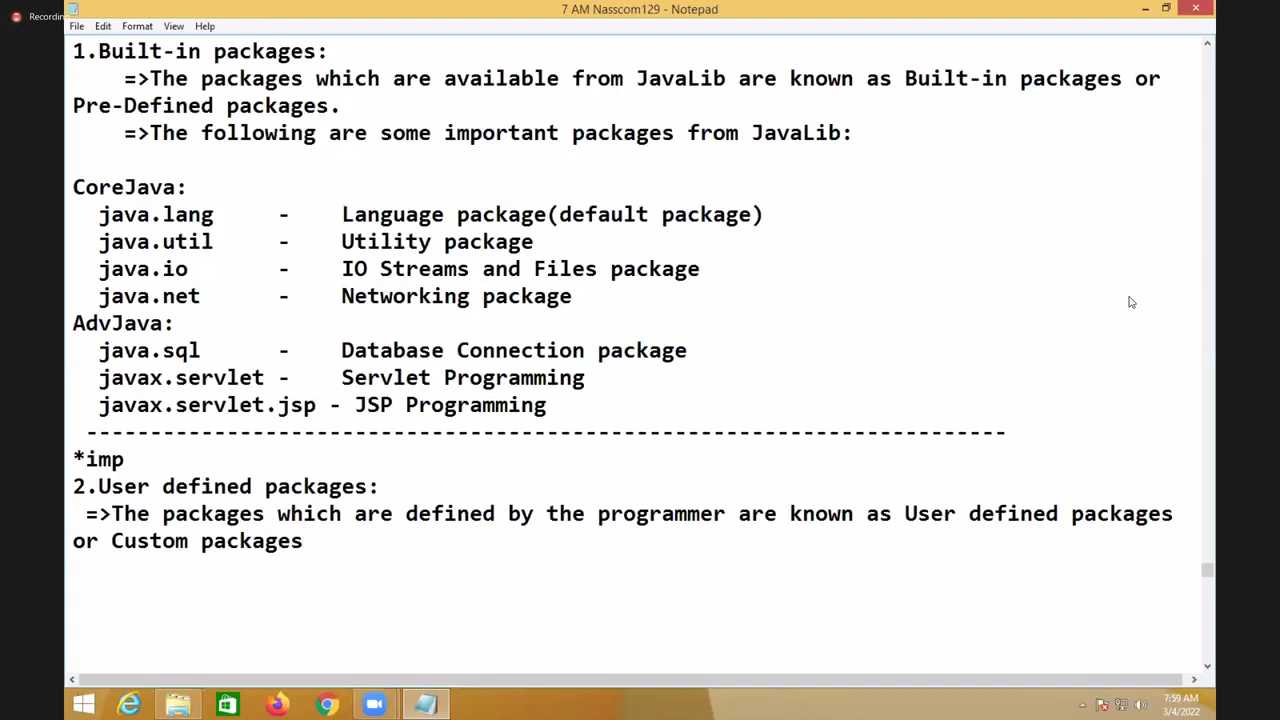 Recording
7 AM Nasscom129 - Notepad
File Edit Format View Help
1.Built-in packages:
=>The packages which are available from JavaLib are known as Built-in packages or
Pre-Defined packages.
=>The following are some important packages from JavaLib:
CoreJava:
java.lang - Language package(default package)
java.util - Utility package
java.io - IO Streams and Files package
java.net - Networking package
AdvJava:
java.sql - Database Connection package
javax.servlet - Servlet Programming
javax.servlet.jsp - JSP Programming
------------------------------------------------------------------------
*imp
2.User defined packages:
=>The packages which are defined by the programmer are known as User defined packages
or Custom packages
7:59 AM
3/4/2022